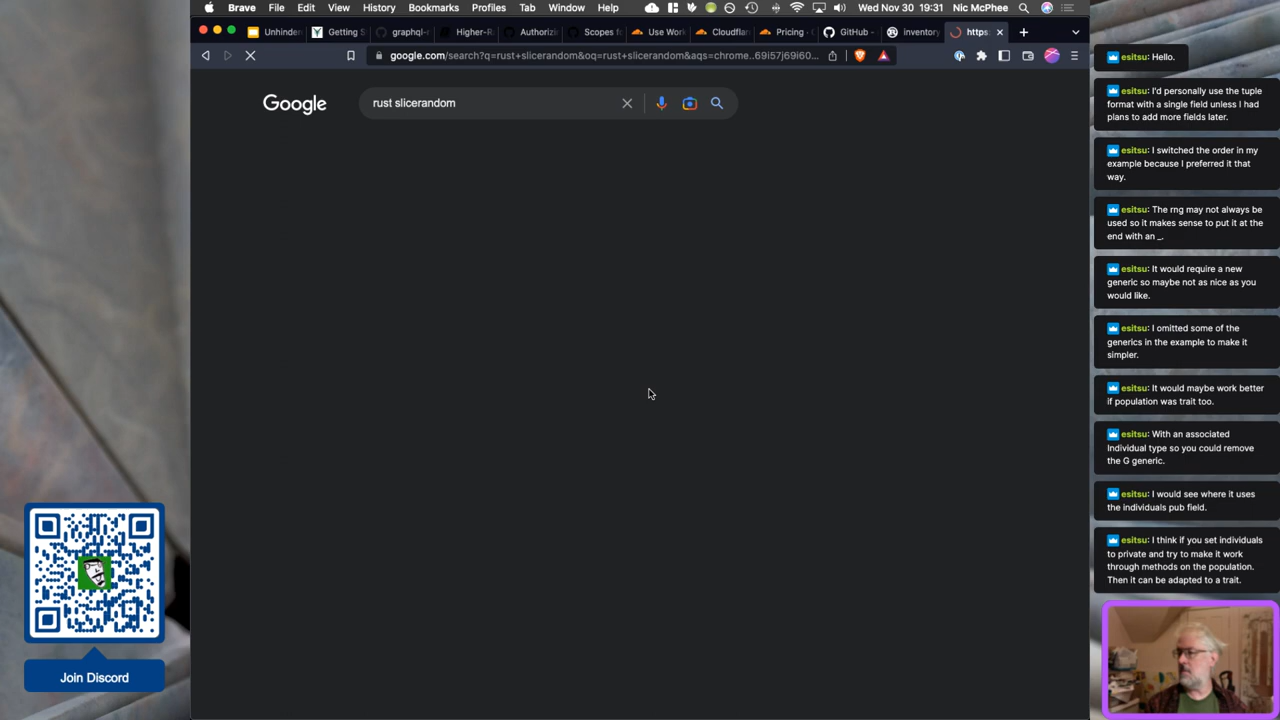 Brave File Edit View History Bookmarks Profiles Tab Window Help Wed Nov 30 19:31 Nic McPhee
Unhinde Getting S graphql- Higher-R Authorizi Scopes f Use Work Cloudflar Pricing · GitHub - inventory https:
google.com/search?q=rust+slicerandom&oq=rust+slicerandom&aqs=chrome..69i57j69i60...
Google
rust slicerandom
esitsu: Hello.
esitsu: I'd personally use the tuple
format with a single field unless I had
plans to add more fields later.
esitsu: I switched the order in my
example because I preferred it that
way.
esitsu: The rng may not always be
used so it makes sense to put it at the
end with an _.
esitsu: It would require a new
generic so maybe not as nice as you
would like.
esitsu: I omitted some of the
generics in the example to make it
simpler.
esitsu: It would maybe work better
if population was trait too.
esitsu: With an associated
Individual type so you could remove
the G generic.
esitsu: I would see where it uses
the individuals pub field.
esitsu: I think if you set individuals
to private and try to make it work
through methods on the population.
Then it can be adapted to a trait.
Join Discord